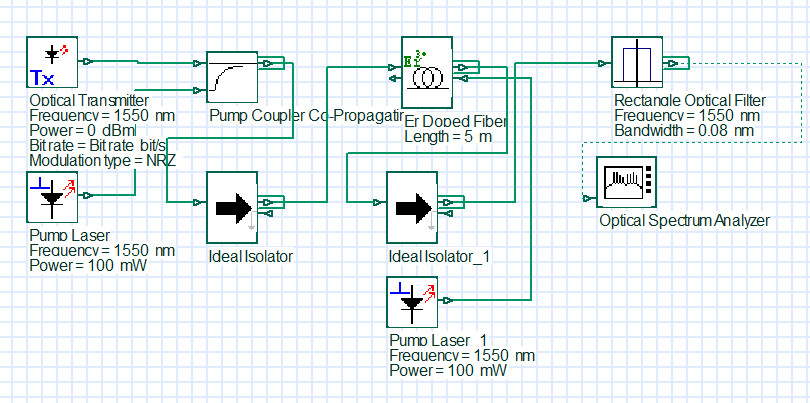 Tx
Optical Transmitter
Frequency = 1550 nm
Power = 0 dBm
Bit rate = Bit rate bit/s
Modulation type = NRZ
Pump Coupler Co-Propagatin
Er
Er Doped Fiber
Length = 5 m
Rectangle Optical Filter
Frequency = 1550 nm
Bandwidth = 0.08 nm
Pump Laser
Frequency = 1550 nm
Power = 100 mW
Ideal Isolator
Ideal Isolator_1
Optical Spectrum Analyzer
Pump Laser_1
Frequency = 1550 nm
Power = 100 mW